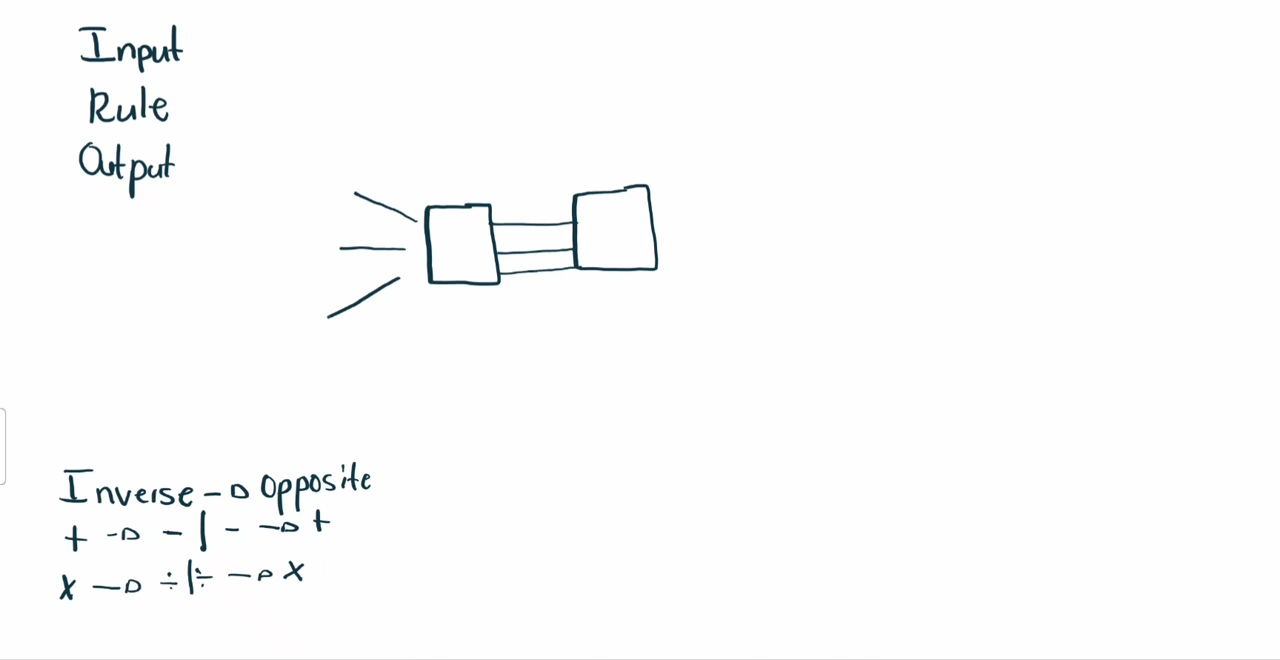 Input
Rule
Output
Inverse → Opposite
+ → - | - → +
x → ÷ | ÷ → x